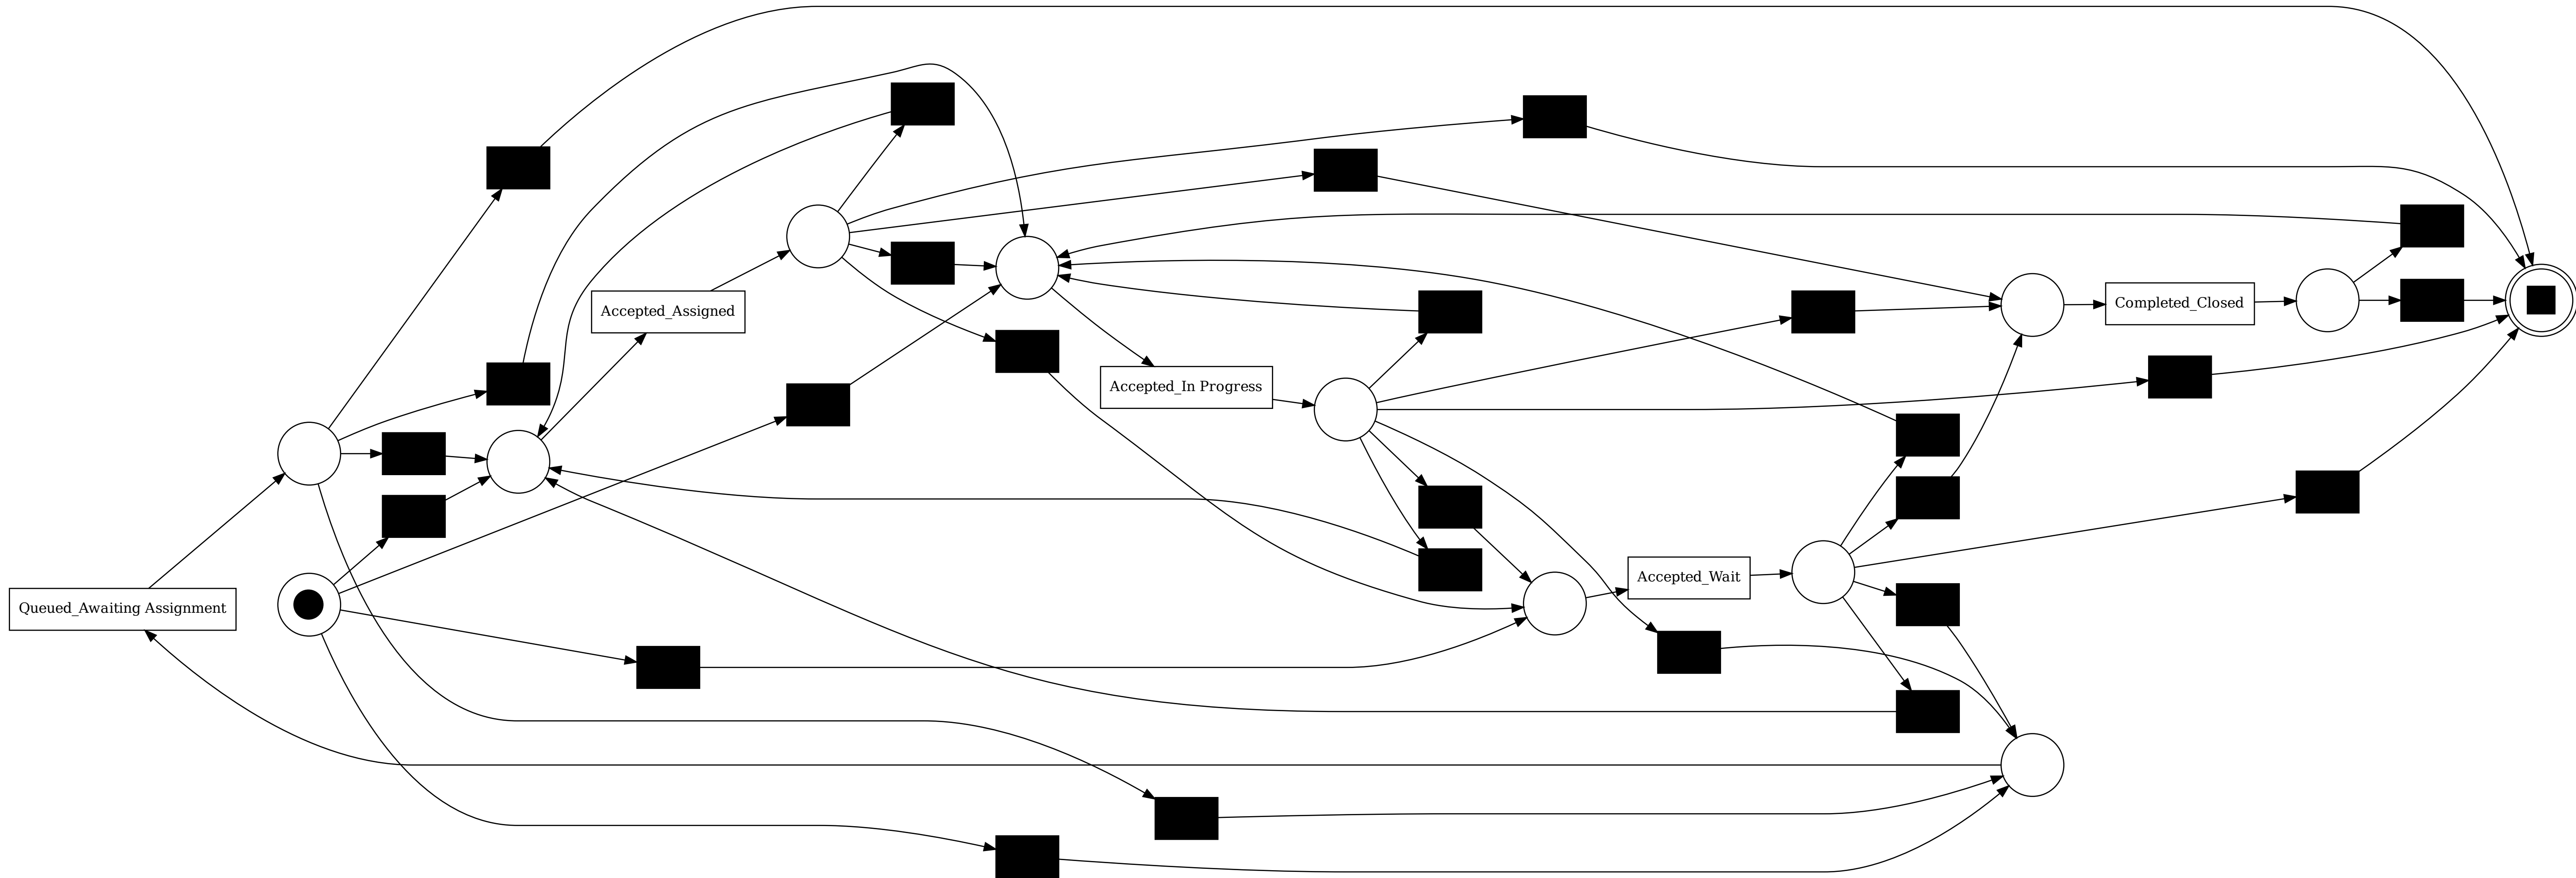 Queued_Awaiting Assignment
Accepted_Assigned
Accepted_In Progress
Accepted_Wait
Completed_Closed